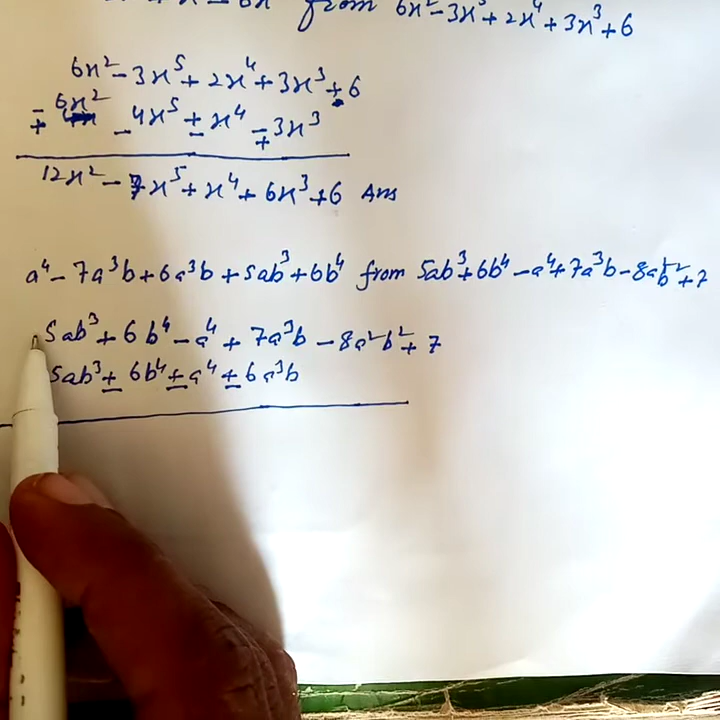 from 6x² - 3x⁵ + 2x⁴ + 3x³ + 6
6x² - 3x⁵ + 2x⁴ + 3x³ + 6
6x² - 4x⁵ + x⁴ - 3x³
12x² - 7x⁵ + x⁴ + 6x³ + 6 Ans
a⁴ - 7a³b + 6a³b + 5ab³ + 6b⁴ from 5ab³ + 6b⁴ - a⁴ + 7a³b - 8a²b² + 7
5ab³ + 6b⁴ - a⁴ + 7a³b - 8a²b² + 7
5ab³ + 6b⁴ + a⁴ + 6a³b